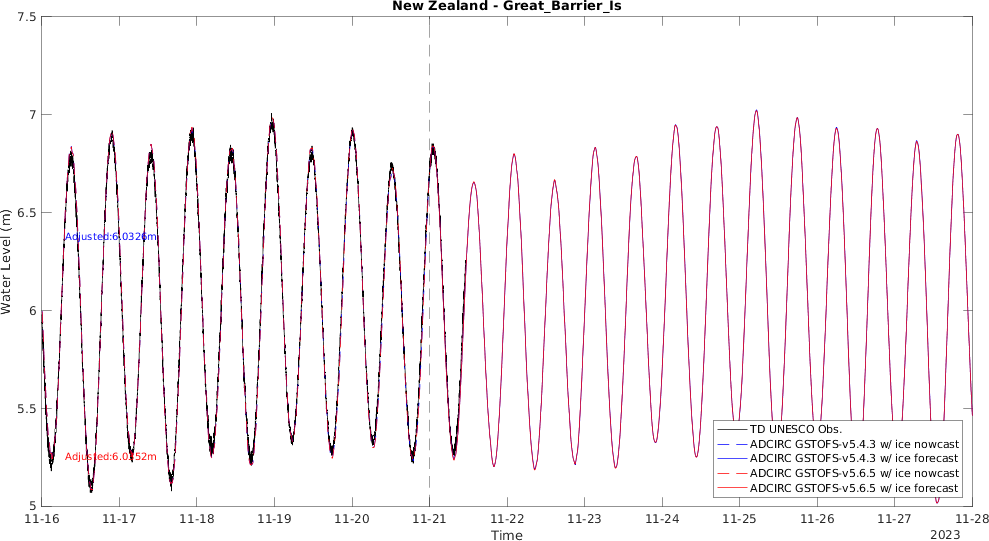 New Zealand - Great_Barrier_Is
7.5
7
6.5
6
5.5
5
Water Level (m)
Adjusted:6.0326m
Adjusted:6.0352m
TD UNESCO Obs.
ADCIRC GSTOFS-v5.4.3 w/ ice nowcast
ADCIRC GSTOFS-v5.4.3 w/ ice forecast
ADCIRC GSTOFS-v5.6.5 w/ ice nowcast
ADCIRC GSTOFS-v5.6.5 w/ ice forecast
11-16 11-17 11-18 11-19 11-20 11-21 11-22 11-23 11-24 11-25 11-26 11-27 11-28
Time
2023